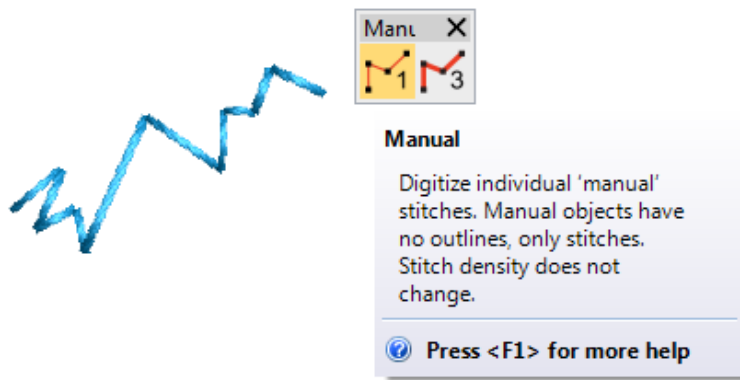 Manu
1 3
Manual
Digitize individual ‘manual’
stitches. Manual objects have
no outlines, only stitches.
Stitch density does not
change.
Press <F1> for more help